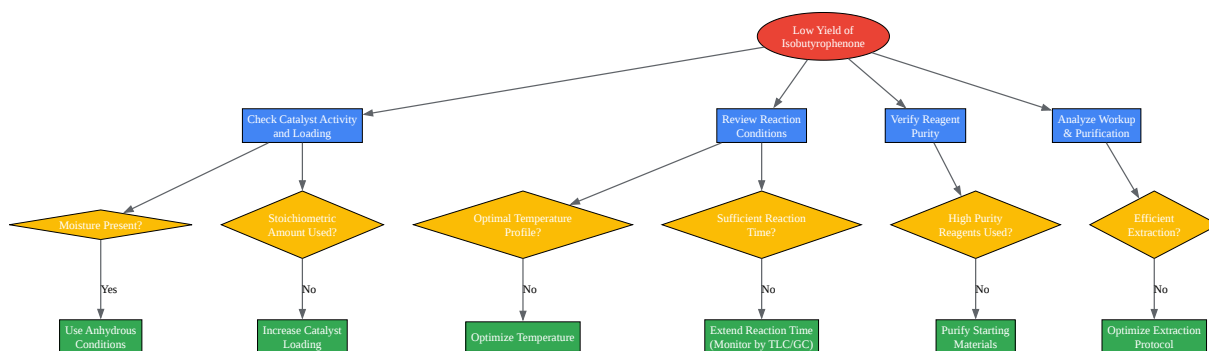 Low Yield of
Isobutyrophenone
Check Catalyst Activity
and Loading
Review Reaction
Conditions
Verify Reagent
Purity
Analyze Workup
& Purification
Moisture Present?
Stoichiometric
Amount Used?
Optimal Temperature
Profile?
Sufficient Reaction
Time?
High Purity
Reagents Used?
Efficient
Extraction?
Yes
No
No
No
No
No
Use Anhydrous
Conditions
Increase Catalyst
Loading
Optimize Temperature
Extend Reaction Time
(Monitor by TLC/GC)
Purify Starting
Materials
Optimize Extraction
Protocol